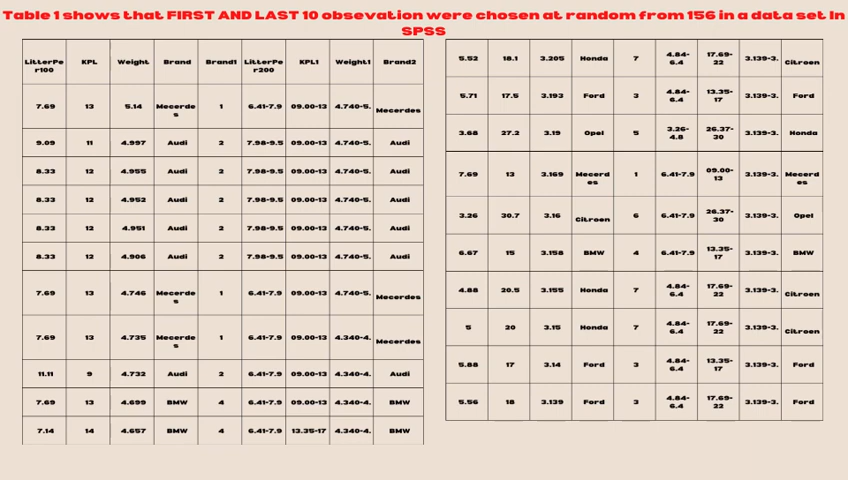 Table 1 shows that FIRST AND LAST 10 obsevation were chosen at random from 156 in a data set In
SPSS
LitterPe
r100 KPL Weight Brand Brand1 LitterPe
r200 KPL1 Weight1 Brand2
7.69 13 5.14 Mecerde
s 1 6.41-7.9 09.00-13 4.740-5. Mecerdes
9.09 11 4.997 Audi 2 7.98-9.5 09.00-13 4.740-5. Audi
8.33 12 4.955 Audi 2 7.98-9.5 09.00-13 4.740-5. Audi
8.33 12 4.952 Audi 2 7.98-9.5 09.00-13 4.740-5. Audi
8.33 12 4.951 Audi 2 7.98-9.5 09.00-13 4.740-5. Audi
8.33 12 4.906 Audi 2 7.98-9.5 09.00-13 4.740-5. Audi
7.69 13 4.746 Mecerde
s 1 6.41-7.9 09.00-13 4.740-5. Mecerdes
7.69 13 4.735 Mecerde
s 1 6.41-7.9 09.00-13 4.340-4. Mecerdes
11.11 9 4.732 Audi 2 6.41-7.9 09.00-13 4.340-4. Audi
7.69 13 4.699 BMW 4 6.41-7.9 09.00-13 4.340-4. BMW
7.14 14 4.657 BMW 4 6.41-7.9 13.35-17 4.340-4. BMW
5.52 18.1 3.205 Honda 7 4.84-
6.4 17.69-
22 3.139-3. Citroen
5.71 17.5 3.193 Ford 3 4.84-
6.4 13.35-
17 3.139-3. Ford
3.68 27.2 3.19 Opel 5 3.26-
4.8 26.37-
30 3.139-3. Honda
7.69 13 3.169 Mecerd
es 1 6.41-7.9 09.00-
13 3.139-3. Mecerd
es
3.26 30.7 3.16 Citroen 6 6.41-7.9 26.37-
30 3.139-3. Opel
6.67 15 3.158 BMW 4 6.41-7.9 13.35-
17 3.139-3. BMW
4.88 20.5 3.155 Honda 7 4.84-
6.4 17.69-
22 3.139-3. Citroen
5 20 3.15 Honda 7 4.84-
6.4 17.69-
22 3.139-3. Citroen
5.88 17 3.14 Ford 3 4.84-
6.4 13.35-
17 3.139-3. Ford
5.56 18 3.139 Ford 3 4.84-
6.4 17.69-
22 3.139-3. Ford